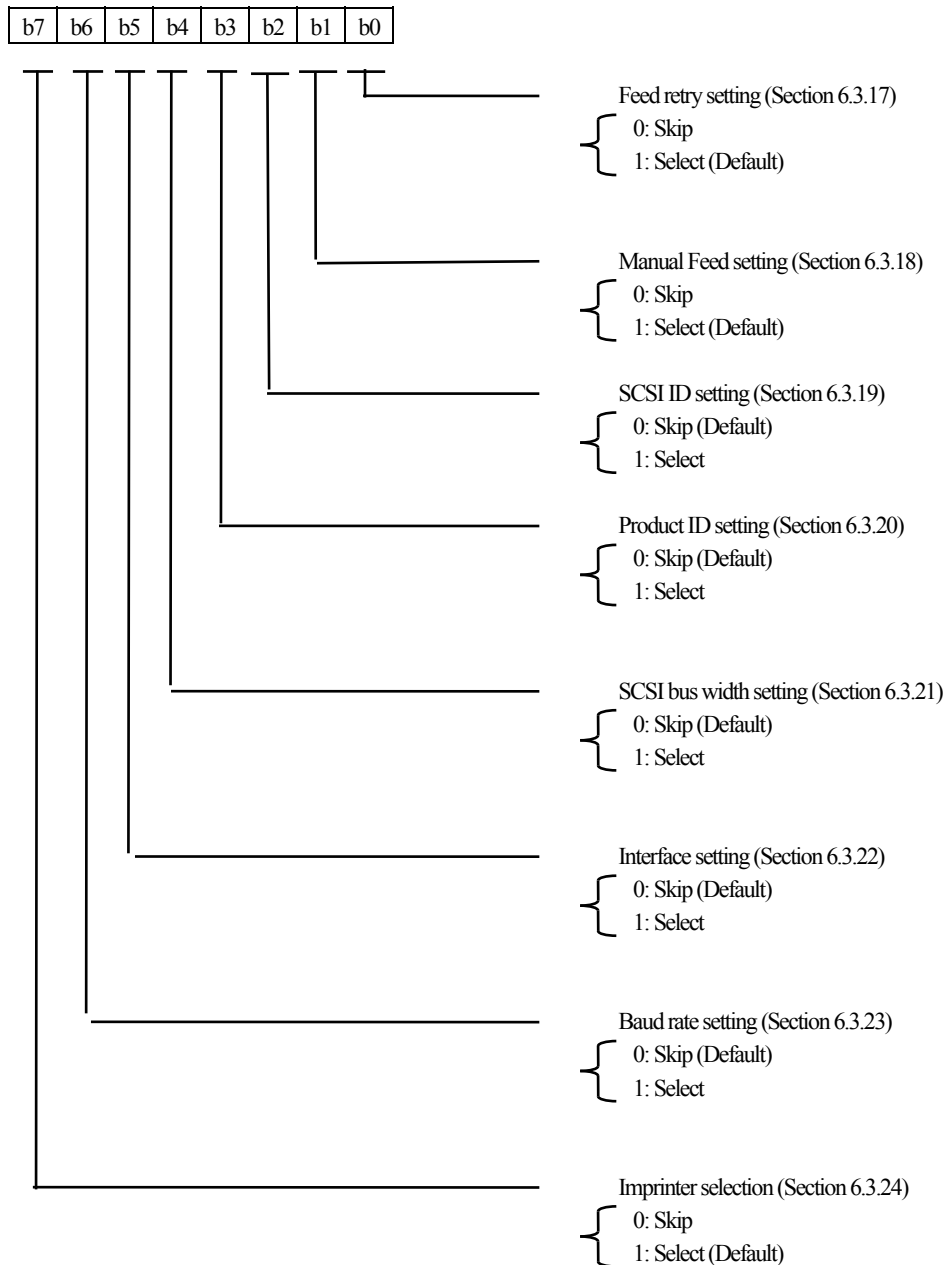 b7 b6 b5 b4 b3 b2 b1 b0
Feed retry setting (Section 6.3.17)
0: Skip
1: Select (Default)
Manual Feed setting (Section 6.3.18)
0: Skip
1: Select (Default)
SCSI ID setting (Section 6.3.19)
0: Skip (Default)
1: Select
Product ID setting (Section 6.3.20)
0: Skip (Default)
1: Select
SCSI bus width setting (Section 6.3.21)
0: Skip (Default)
1: Select
Interface setting (Section 6.3.22)
0: Skip (Default)
1: Select
Baud rate setting (Section 6.3.23)
0: Skip (Default)
1: Select
Imprinter selection (Section 6.3.24)
0: Skip
1: Select (Default)